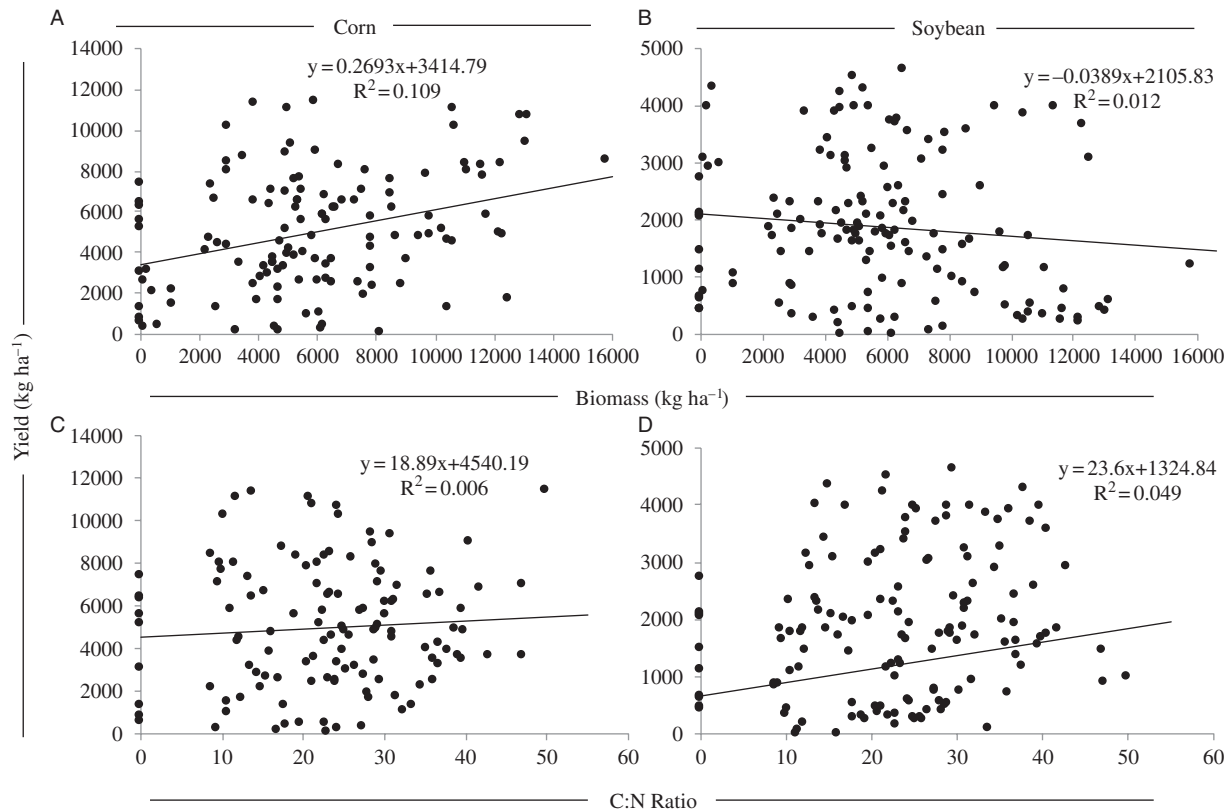 A
Corn
14000
12000
10000
8000
6000
4000
2000
0
0 2000 4000 6000 8000 10000 12000 14000 16000
y=0.2693x+3414.79
R²=0.109
B
Soybean
5000
4000
3000
2000
1000
0
0 2000 4000 6000 8000 10000 12000 14000 16000
y=–0.0389x+2105.83
R²=0.012
Yield (kg ha⁻¹)
Biomass (kg ha⁻¹)
C
14000
12000
10000
8000
6000
4000
2000
0
0 10 20 30 40 50 60
y=18.89x+4540.19
R²=0.006
D
5000
4000
3000
2000
1000
0
0 10 20 30 40 50 60
y=23.6x+1324.84
R²=0.049
C:N Ratio